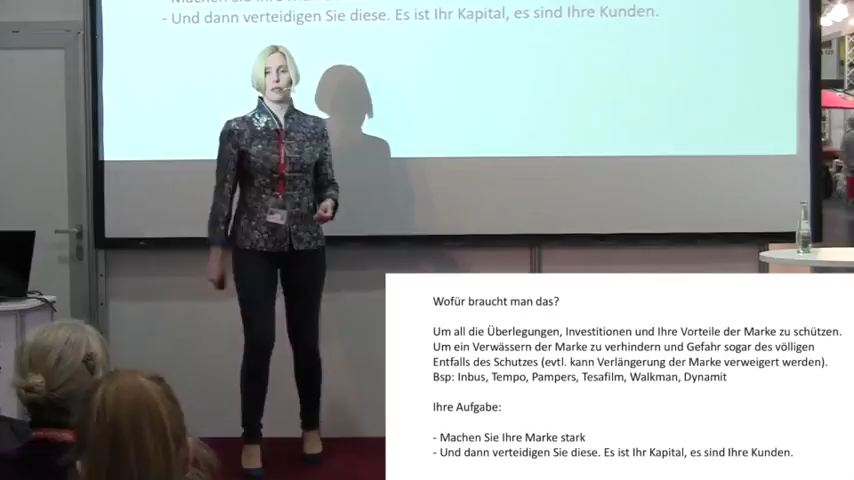 - Machen Sie Ihre
- Und dann verteidigen Sie diese. Es ist Ihr Kapital, es sind Ihre Kunden.
Wofür braucht man das?
Um all die Überlegungen, Investitionen und Ihre Vorteile der Marke zu schützen.
Um ein Verwässern der Marke zu verhindern und Gefahr sogar des völligen
Entfalls des Schutzes (evtl. kann Verlängerung der Marke verweigert werden).
Bsp: Inbus, Tempo, Pampers, Tesafilm, Walkman, Dynamit
Ihre Aufgabe:
- Machen Sie Ihre Marke stark
- Und dann verteidigen Sie diese. Es ist Ihr Kapital, es sind Ihre Kunden.